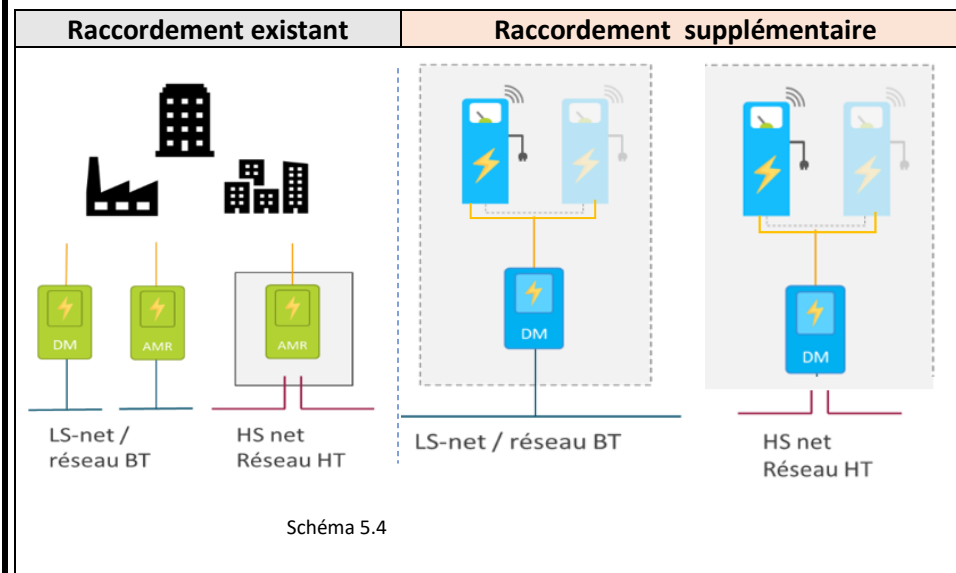 Raccordement existant
Raccordement supplémentaire
DM
AMR
AMR
DM
DM
LS-net /
réseau BT
HS net
Réseau HT
LS-net / réseau BT
HS net
Réseau HT
Schéma 5.4